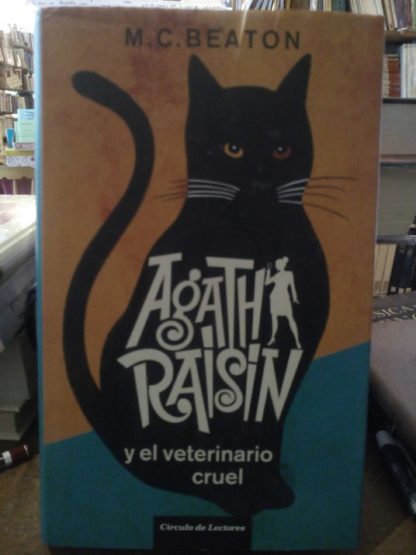 M.C.BEATON
AGATHA
RAISIN
y el veterinario
cruel
Círculo de Lectores